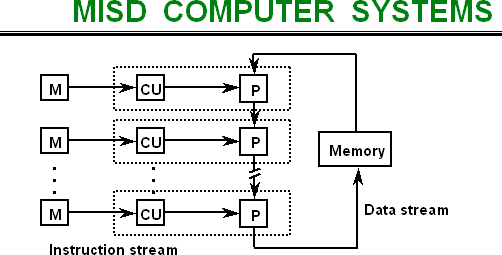 MISD COMPUTER SYSTEMS
M CU P
M CU P
Memory
M CU P
Data stream
Instruction stream